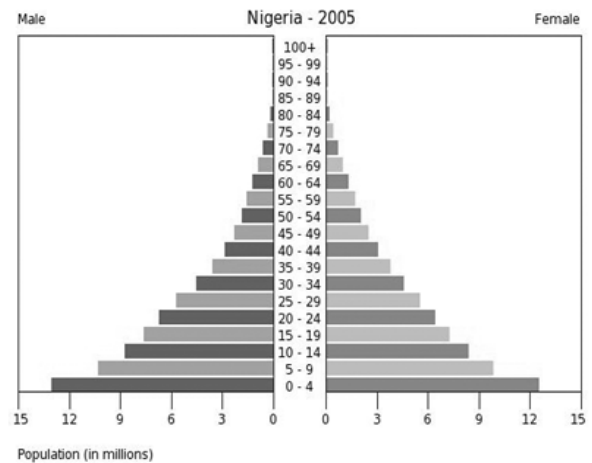 Male Nigeria - 2005 Female
100+
95 - 99
90 - 94
85 - 89
80 - 84
75 - 79
70 - 74
65 - 69
60 - 64
55 - 59
50 - 54
45 - 49
40 - 44
35 - 39
30 - 34
25 - 29
20 - 24
15 - 19
10 - 14
5 - 9
0 - 4
15 12 9 6 3 0 0 3 6 9 12 15
Population (in millions)